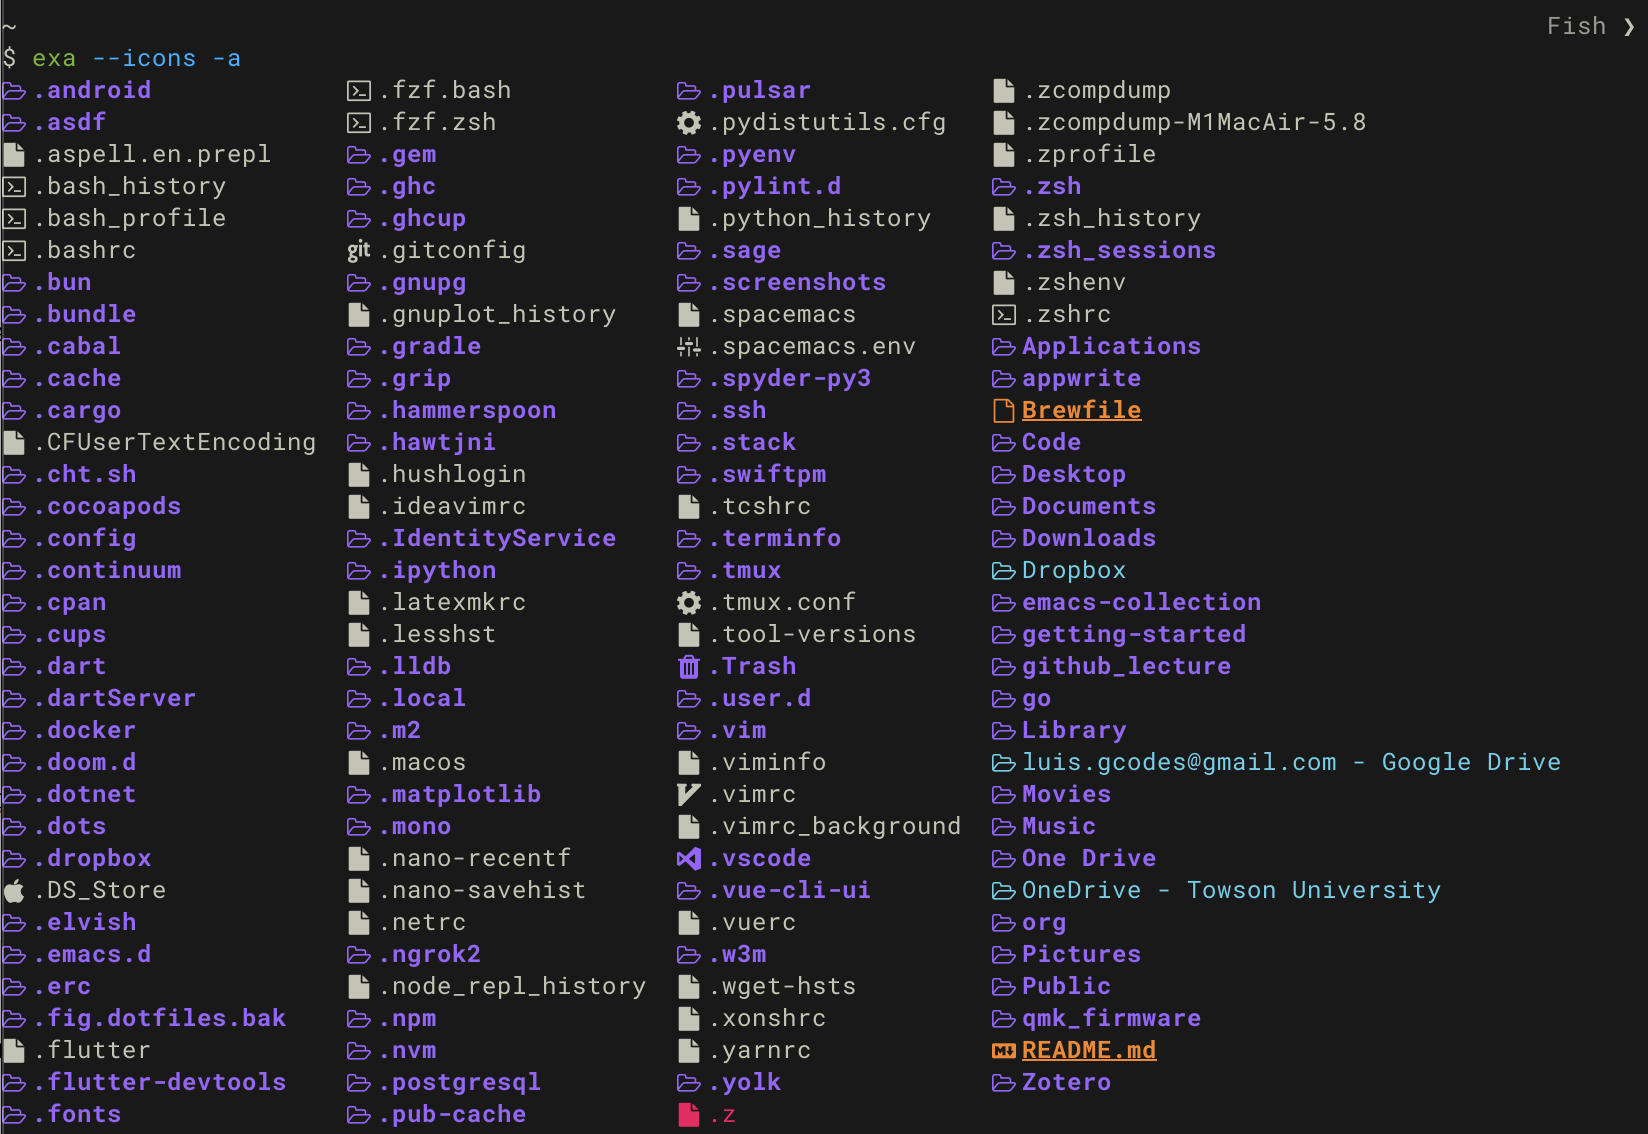 ~ Fish ❯
$ exa --icons -a
.android .fzf.bash .pulsar .zcompdump
.asdf .fzf.zsh .pydistutils.cfg .zcompdump-M1MacAir-5.8
.aspell.en.prepl .gem .pyenv .zprofile
.bash_history .ghc .pylint.d .zsh
.bash_profile .ghcup .python_history .zsh_history
.bashrc git .gitconfig .sage .zsh_sessions
.bun .gnupg .screenshots .zshenv
.bundle .gnuplot_history .spacemacs .zshrc
.cabal .gradle .spacemacs.env Applications
.cache .grip .spyder-py3 appwrite
.cargo .hammerspoon .ssh Brewfile
.CFUserTextEncoding .hawtjni .stack Code
.cht.sh .hushlogin .swiftpm Desktop
.cocoapods .ideavimrc .tcshrc Documents
.config .IdentityService .terminfo Downloads
.continuum .ipython .tmux Dropbox
.cpan .latexmkrc .tmux.conf emacs-collection
.cups .lesshst .tool-versions getting-started
.dart .lldb .Trash github_lecture
.dartServer .local .user.d go
.docker .m2 .vim Library
.doom.d .macos .viminfo luis.gcodes@gmail.com - Google Drive
.dotnet .matplotlib .vimrc Movies
.dots .mono .vimrc_background Music
.dropbox .nano-recentf .vscode One Drive
.DS_Store .nano-savehist .vue-cli-ui OneDrive - Towson University
.elvish .netrc .vuerc org
.emacs.d .ngrok2 .w3m Pictures
.erc .node_repl_history .wget-hsts Public
.fig.dotfiles.bak .npm .xonshrc qmk_firmware
.flutter .nvm .yarnrc README.md
.flutter-devtools .postgresql .yolk Zotero
.fonts .pub-cache .z